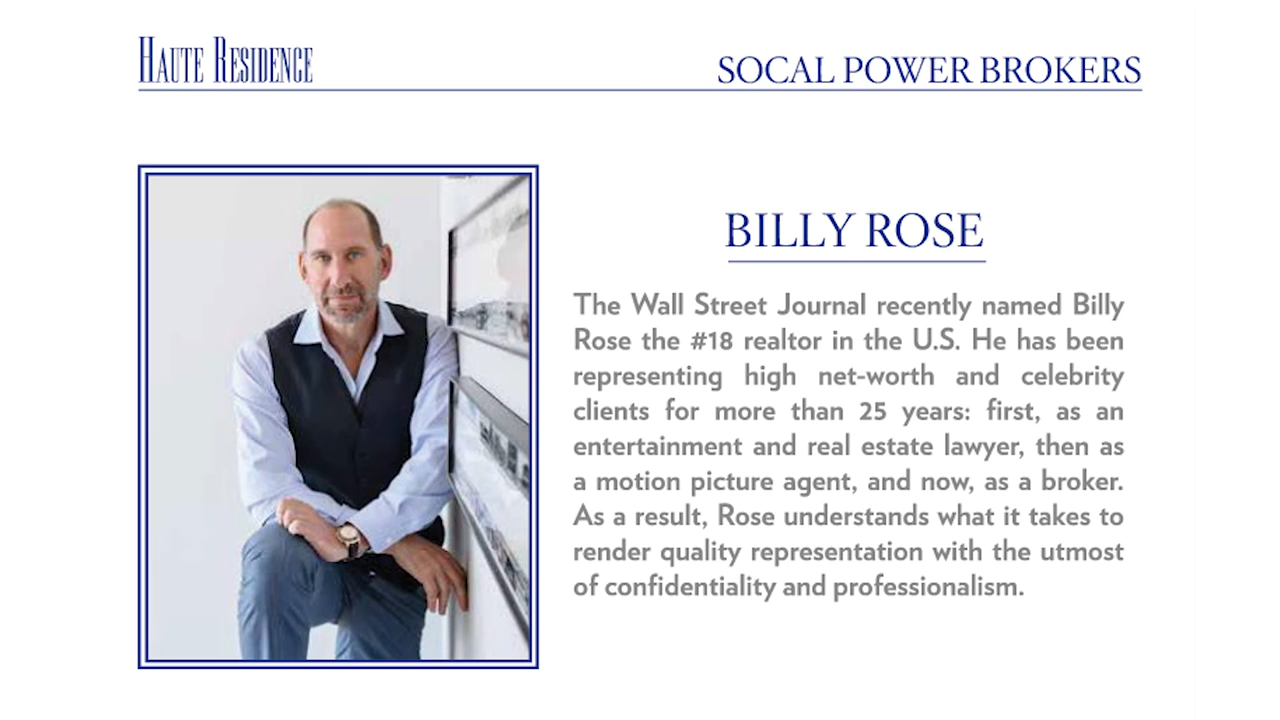 HAUTE RESIDENCE
SOCAL POWER BROKERS
BILLY ROSE
The Wall Street Journal recently named Billy
Rose the #18 realtor in the U.S. He has been
representing high net-worth and celebrity
clients for more than 25 years: first, as an
entertainment and real estate lawyer, then as
a motion picture agent, and now, as a broker.
As a result, Rose understands what it takes to
render quality representation with the utmost
of confidentiality and professionalism.